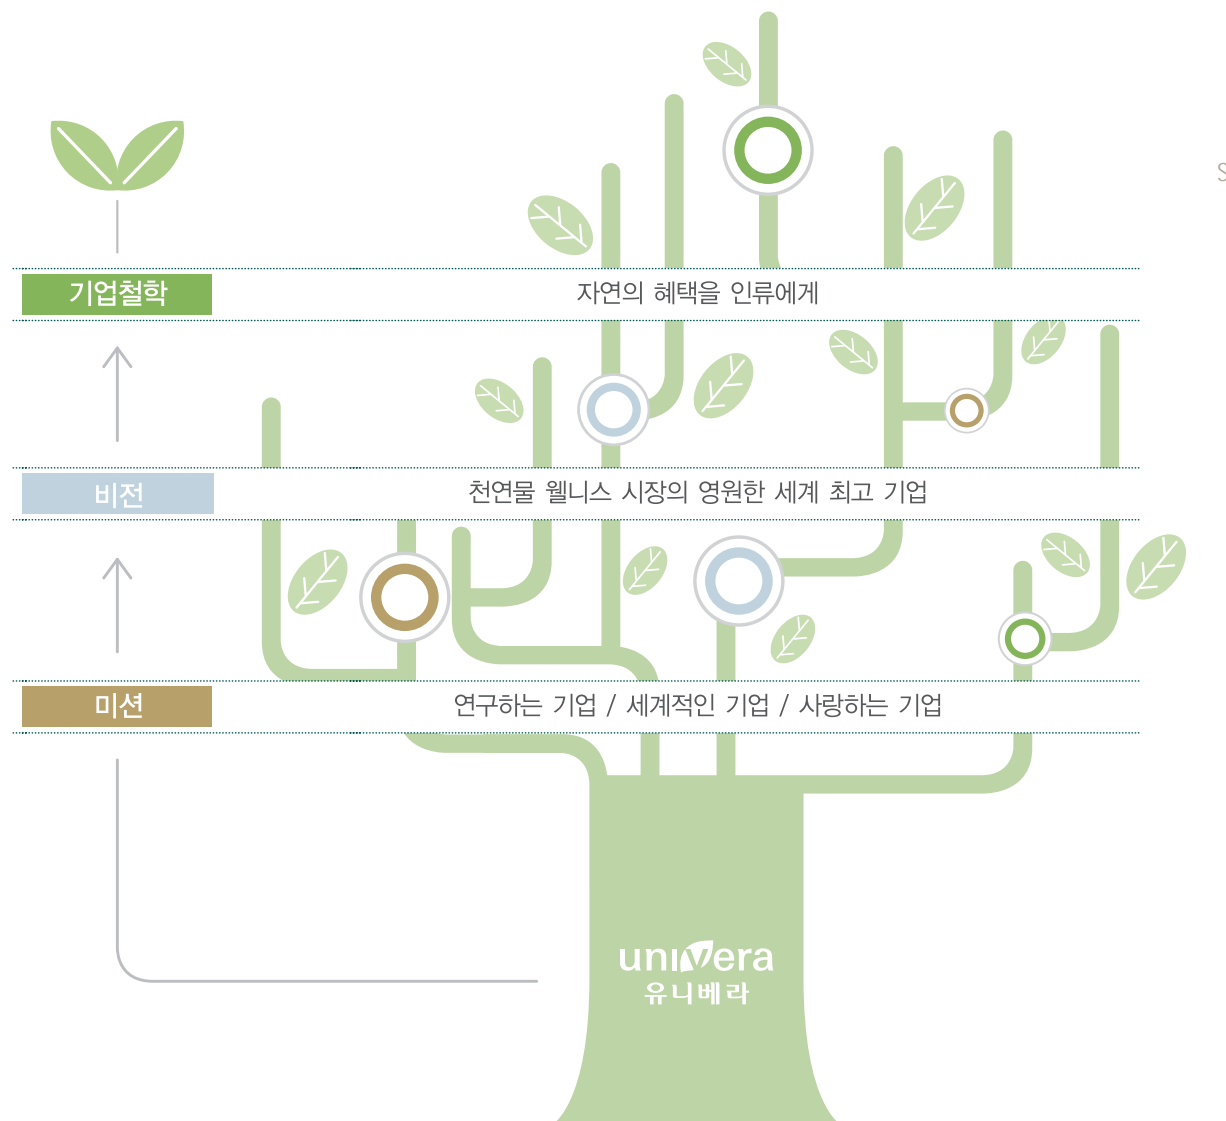 S
기업철학
자연의 혜택을 인류에게
비전
천연물 웰니스 시장의 영원한 세계 최고 기업
미션
연구하는 기업 / 세계적인 기업 / 사랑하는 기업
univera
유니베라